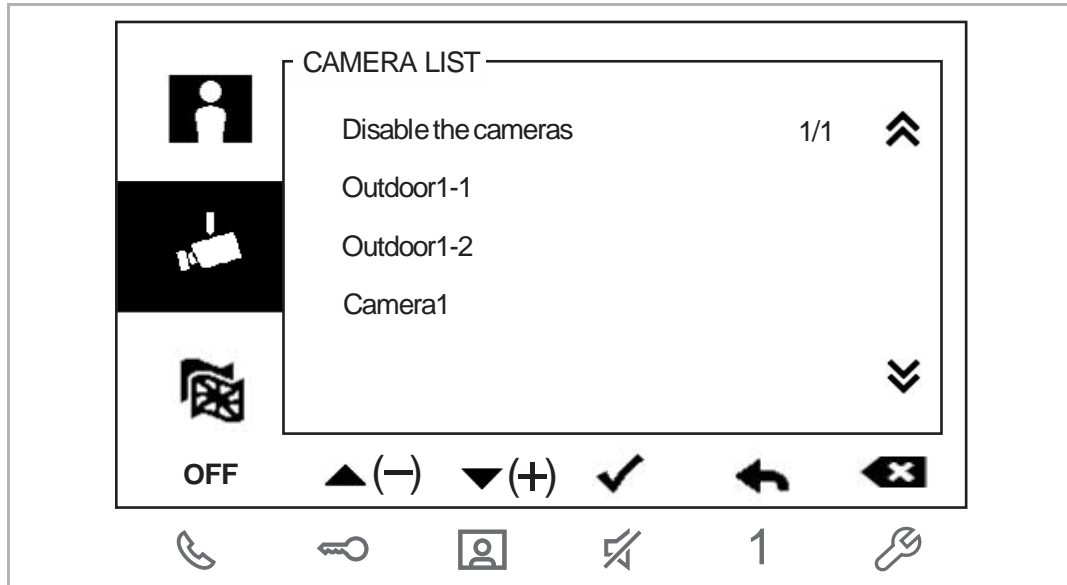 CAMERA LIST
Disable the cameras 1/1
Outdoor1-1
Outdoor1-2
Camera1
OFF (−) (+)
1